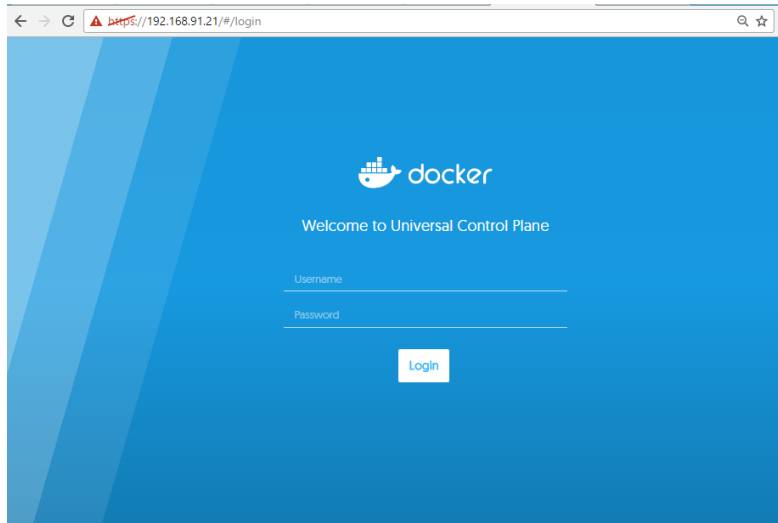 https://192.168.91.21/#/login
docker
Welcome to Universal Control Plane
Username
Password
Login